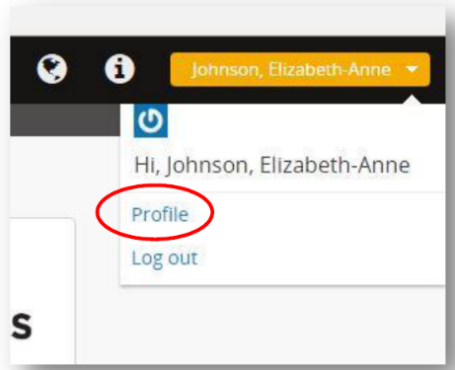 Johnson, Elizabeth-Anne
Hi, Johnson, Elizabeth-Anne
Profile
Log out
s